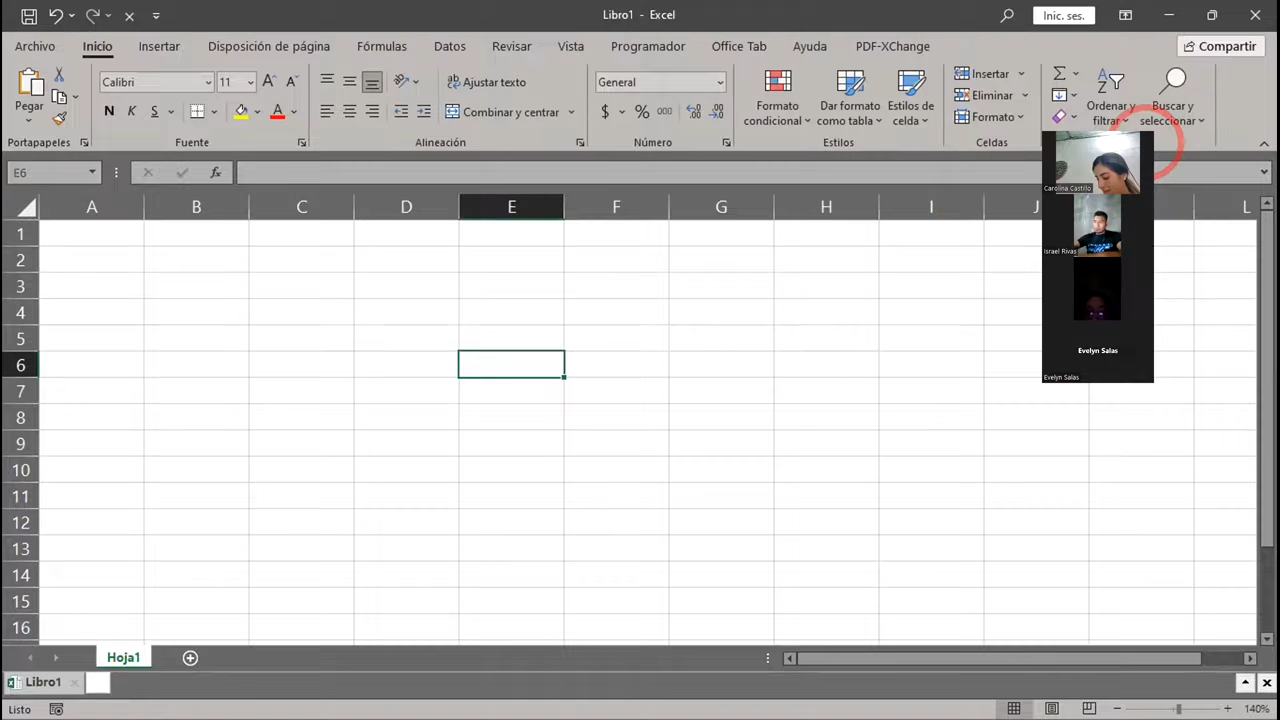 Libro1 - Excel
Inic. ses.
Archivo Inicio Insertar Disposición de página Fórmulas Datos Revisar Vista Programador Office Tab Ayuda PDF-XChange Compartir
Pegar
Portapapeles
Calibri 11
N K S
Fuente
Ajustar texto
Combinar y centrar
Alineación
General
$ % 000
Número
Formato condicional
Dar formato como tabla
Estilos de celda
Estilos
Insertar
Eliminar
Formato
Celdas
Ordenar y filtrar
Buscar y seleccionar
E6
fx
A B C D E F G H I J L
1
2
3
4
5
6
7
8
9
10
11
12
13
14
15
16
Carolina Castillo
Israel Rivas
Evelyn Salas
Evelyn Salas
Hoja1
Libro1
Listo
140%